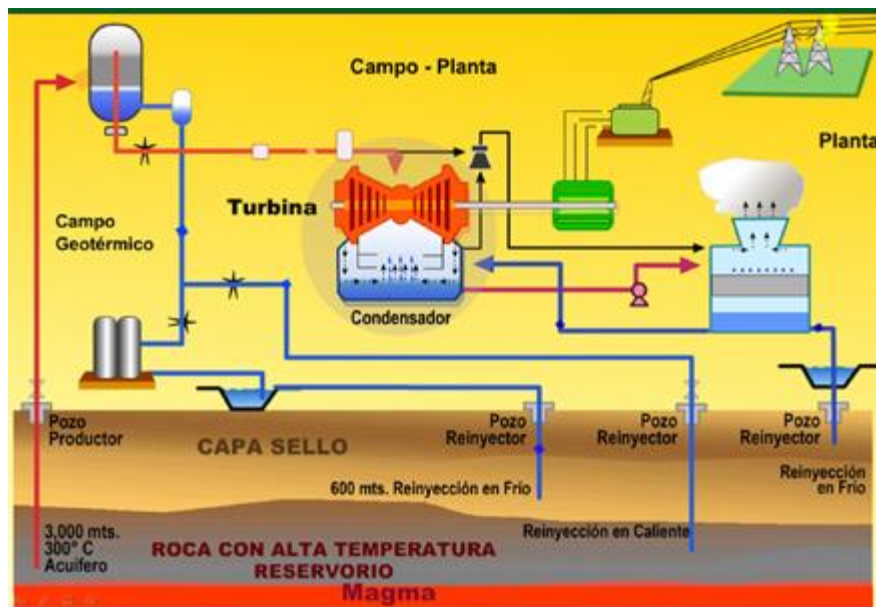 Campo - Planta
Planta
Turbina
Campo
Geotérmico
Condensador
Pozo
Productor
Pozo
Reinyector
Pozo
Reinyector
Pozo
Reinyector
CAPA SELLO
600 mts. Reinyección en Frío
Reinyección
en Frío
3,000 mts.
300° C
Acuífero
Reinyección en Caliente
ROCA CON ALTA TEMPERATURA
RESERVORIO
Magma